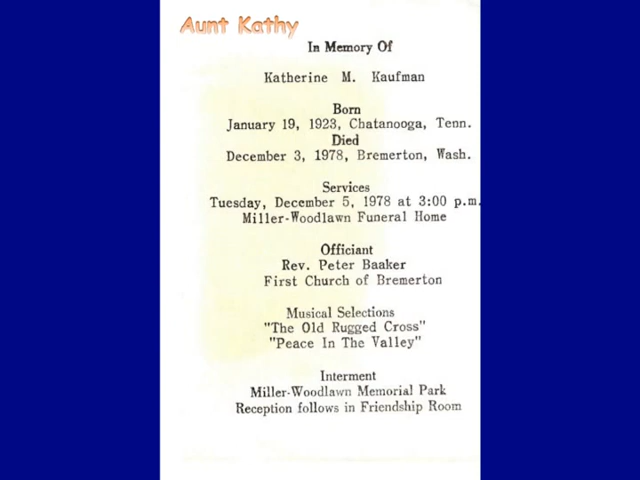 Aunt Kathy
In Memory Of
Katherine M. Kaufman
Born
January 19, 1923, Chatanooga, Tenn.
Died
December 3, 1978, Bremerton, Wash.
Services
Tuesday, December 5, 1978 at 3:00 p.m.
Miller-Woodlawn Funeral Home
Officiant
Rev. Peter Baaker
First Church of Bremerton
Musical Selections
"The Old Rugged Cross"
"Peace In The Valley"
Interment
Miller-Woodlawn Memorial Park
Reception follows in Friendship Room